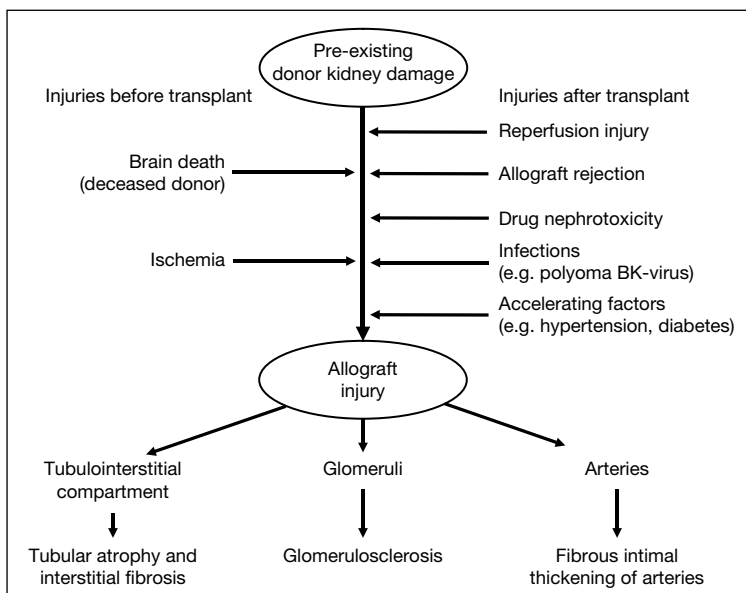 Pre-existing
donor kidney damage
Injuries before transplant
Injuries after transplant
Reperfusion injury
Brain death
(deceased donor)
Allograft rejection
Drug nephrotoxicity
Ischemia
Infections
(e.g. polyoma BK-virus)
Accelerating factors
(e.g. hypertension, diabetes)
Allograft
injury
Tubulointerstitial
compartment
Glomeruli
Arteries
Tubular atrophy and
interstitial fibrosis
Glomerulosclerosis
Fibrous intimal
thickening of arteries